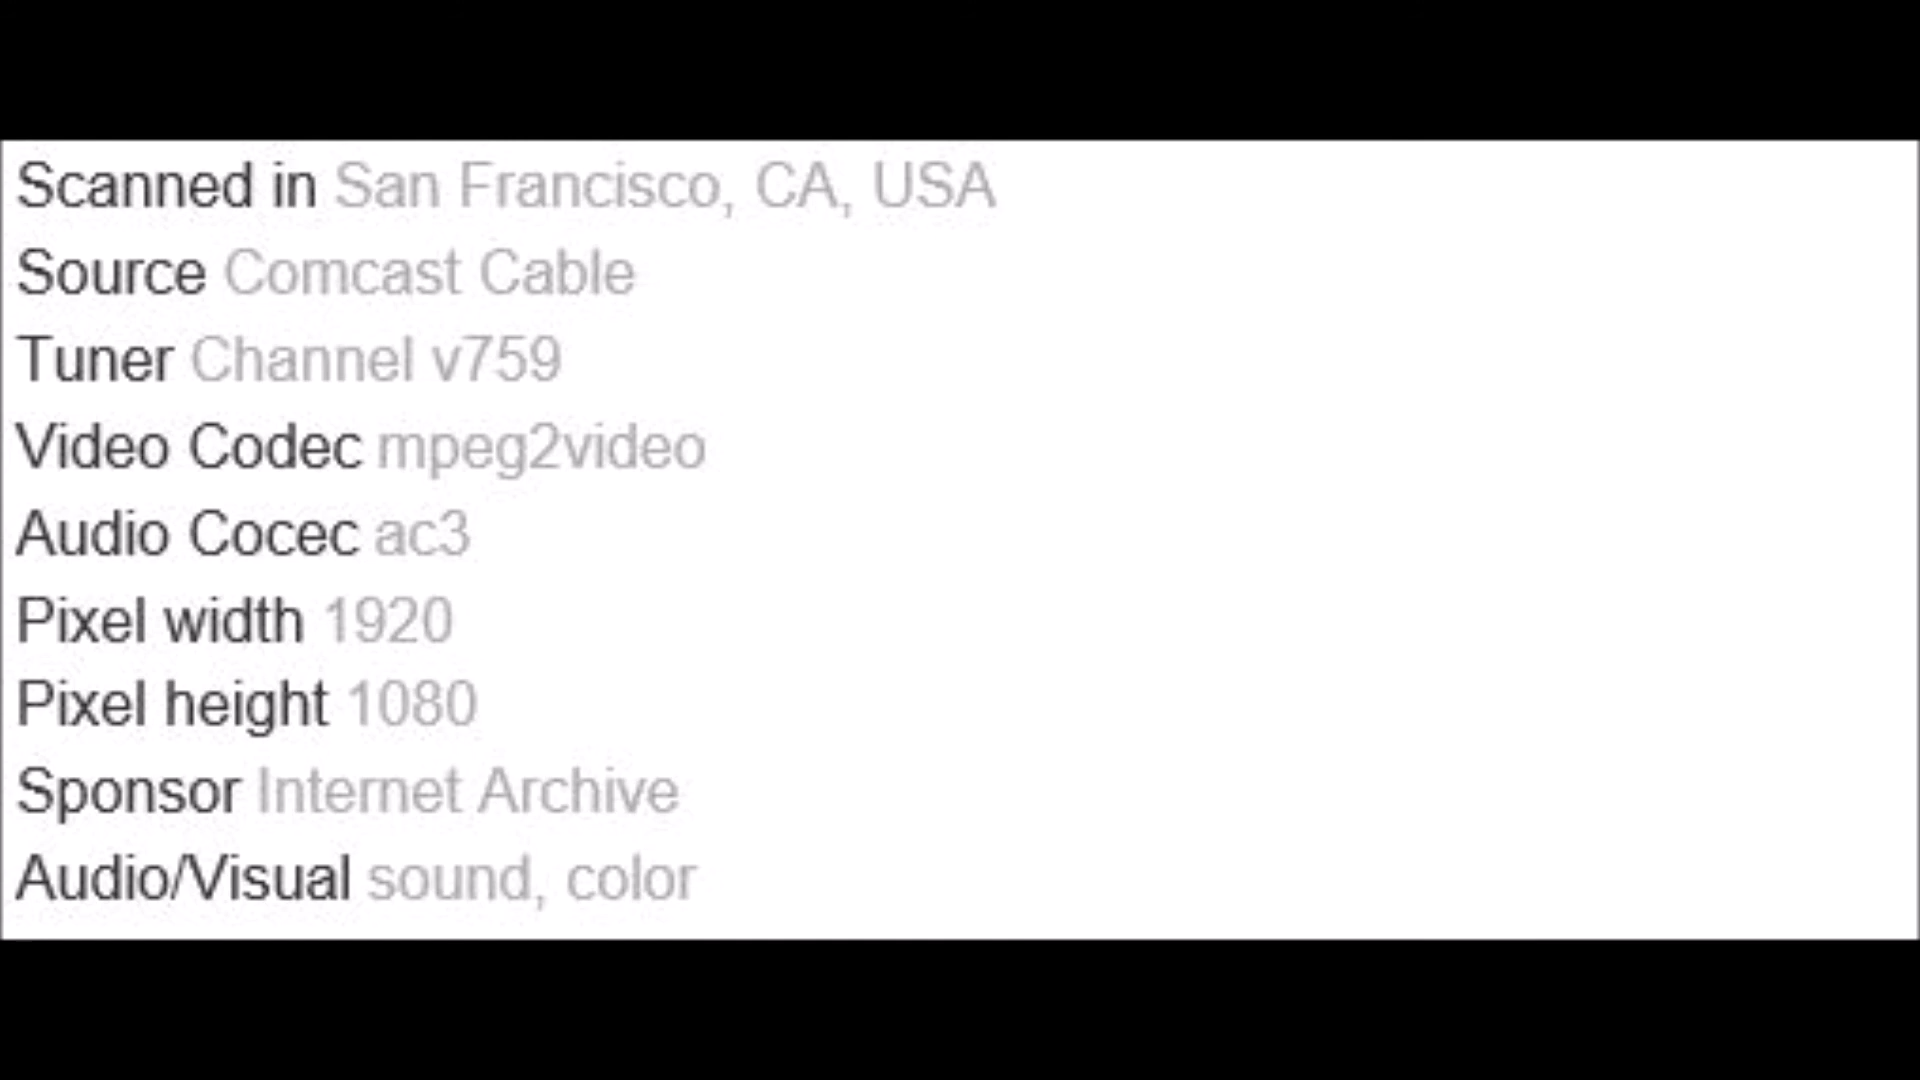 Scanned in San Francisco, CA, USA
Source Comcast Cable
Tuner Channel v759
Video Codec mpeg2video
Audio Cocec ac3
Pixel width 1920
Pixel height 1080
Sponsor Internet Archive
Audio/Visual sound, color